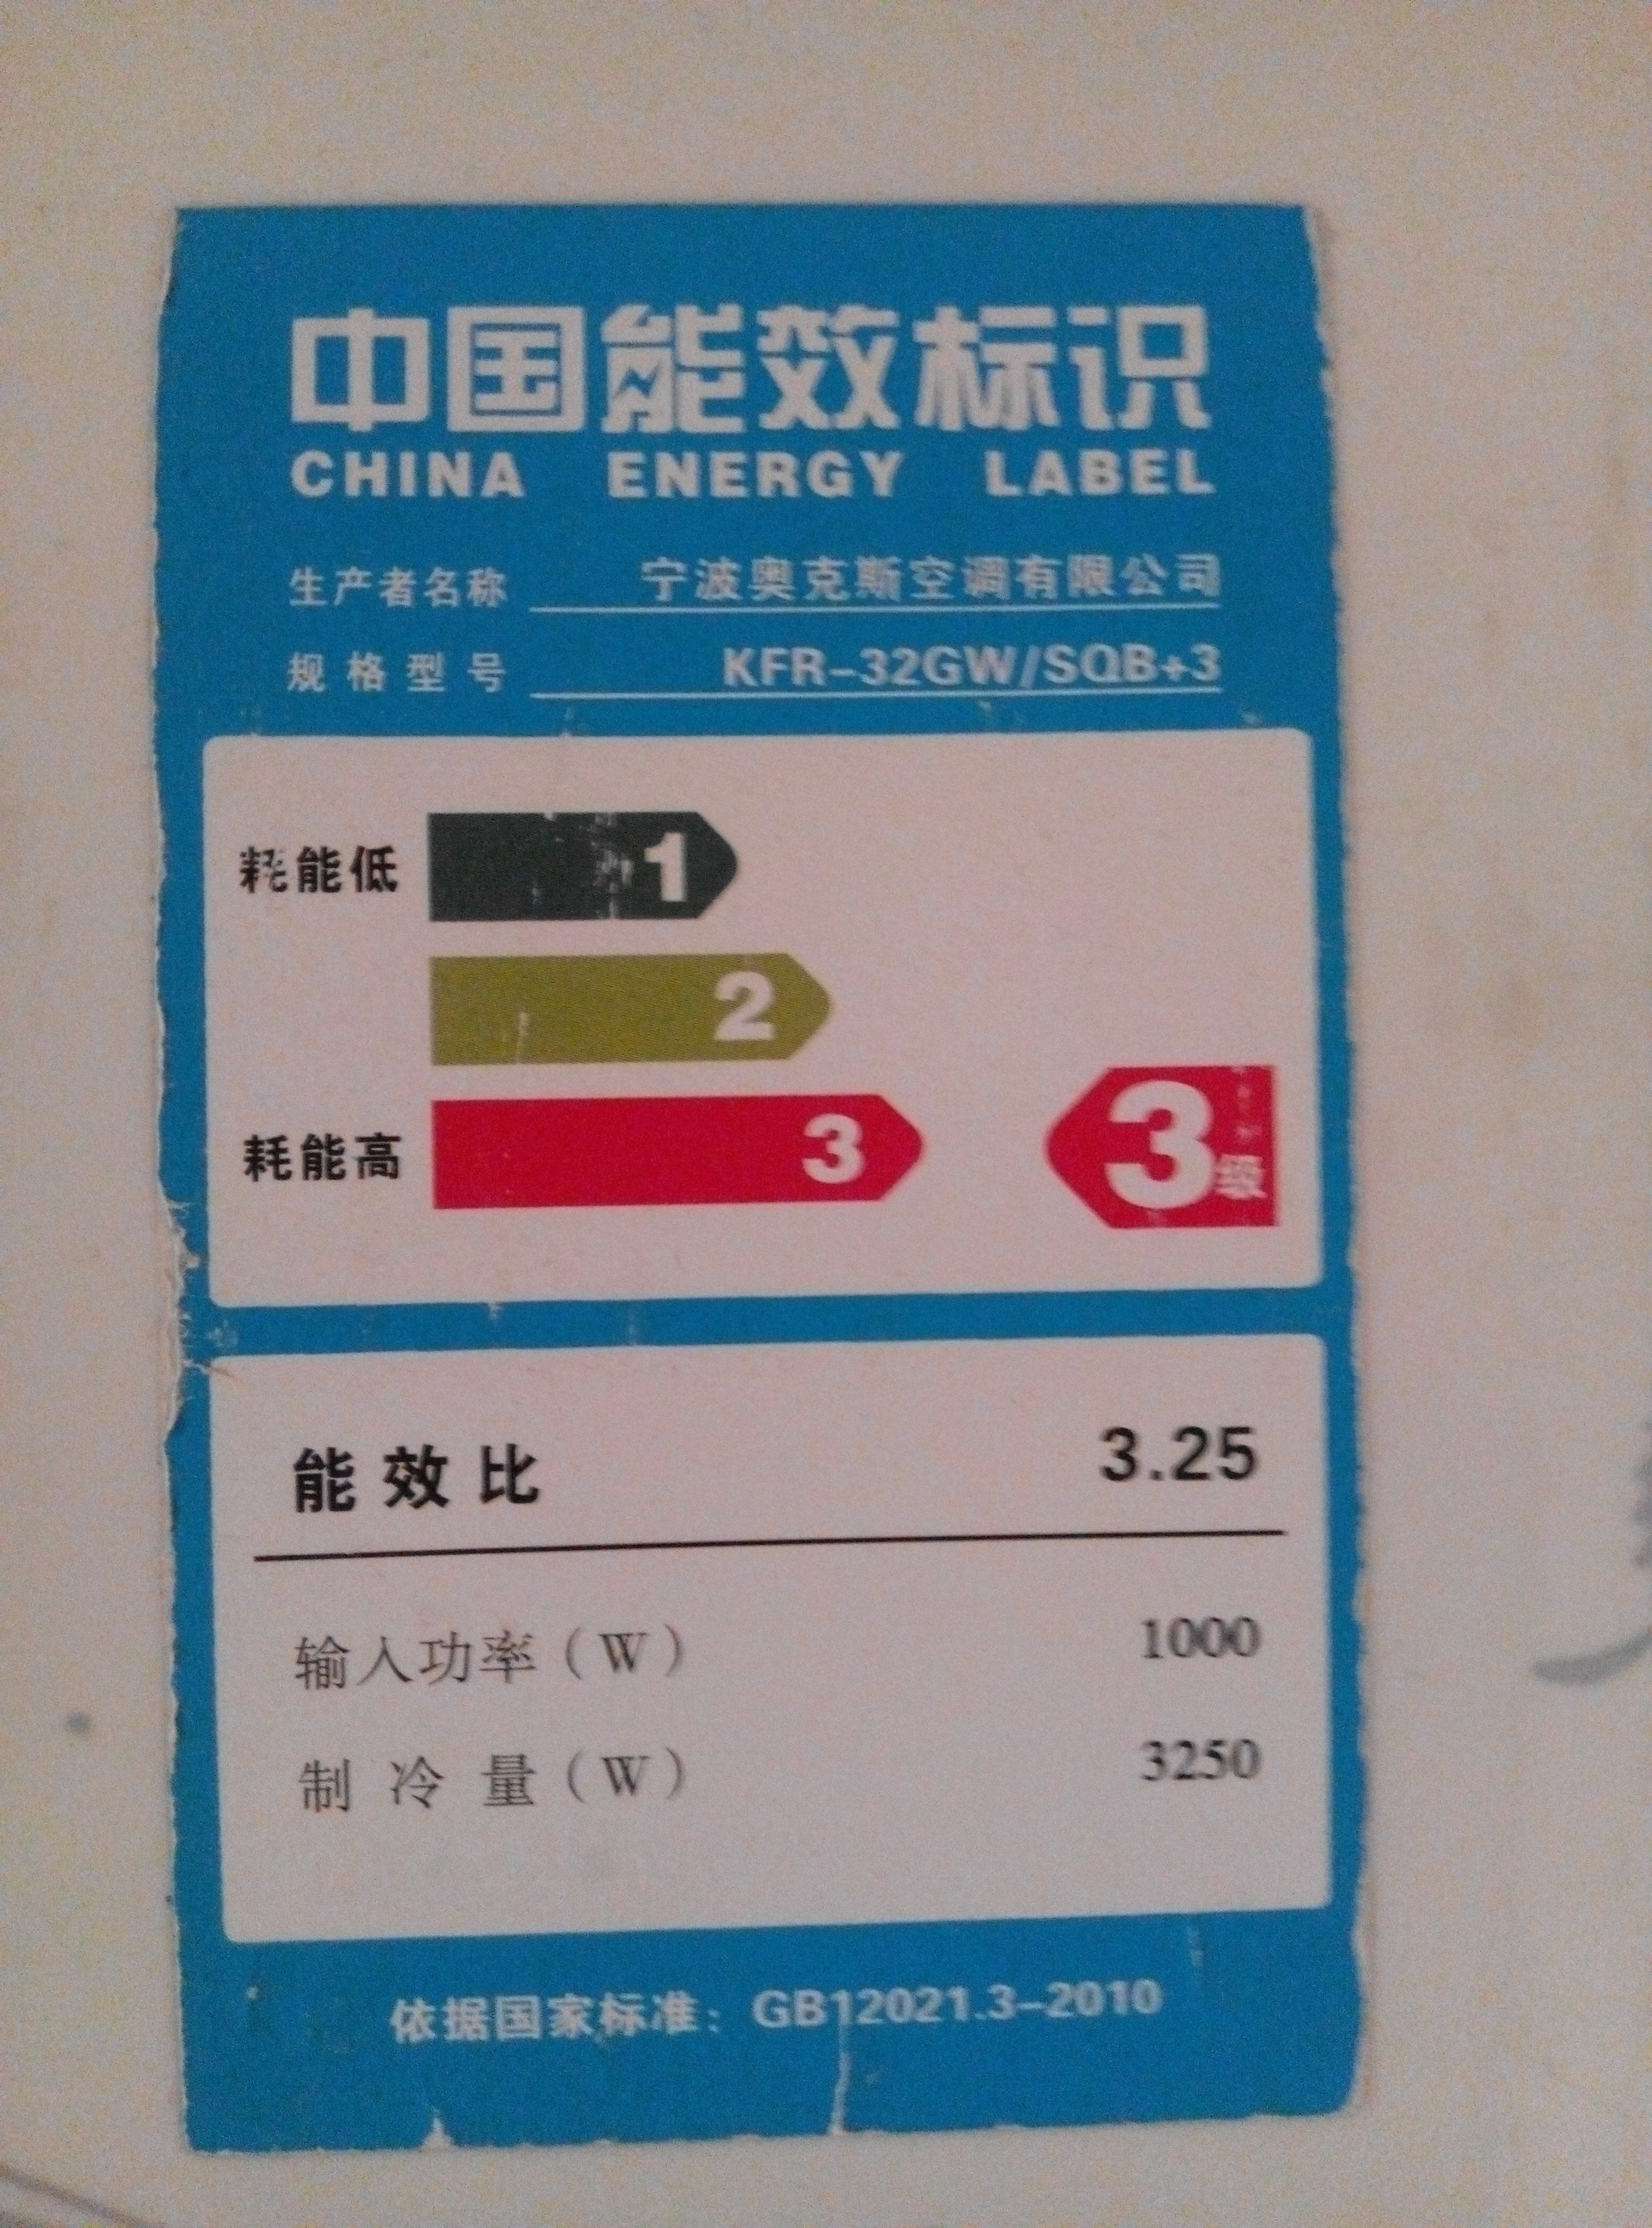 中国能效标识
CHINA ENERGY LABEL
生产者名称 宁波奥克斯空调有限公司
规格型号 KFR-32GW/SQB+3
耗能低 1
2
耗能高 3 3级
能效比 3.25
输入功率(W) 1000
制冷量(W) 3250
依据国家标准：GB12021.3-2010